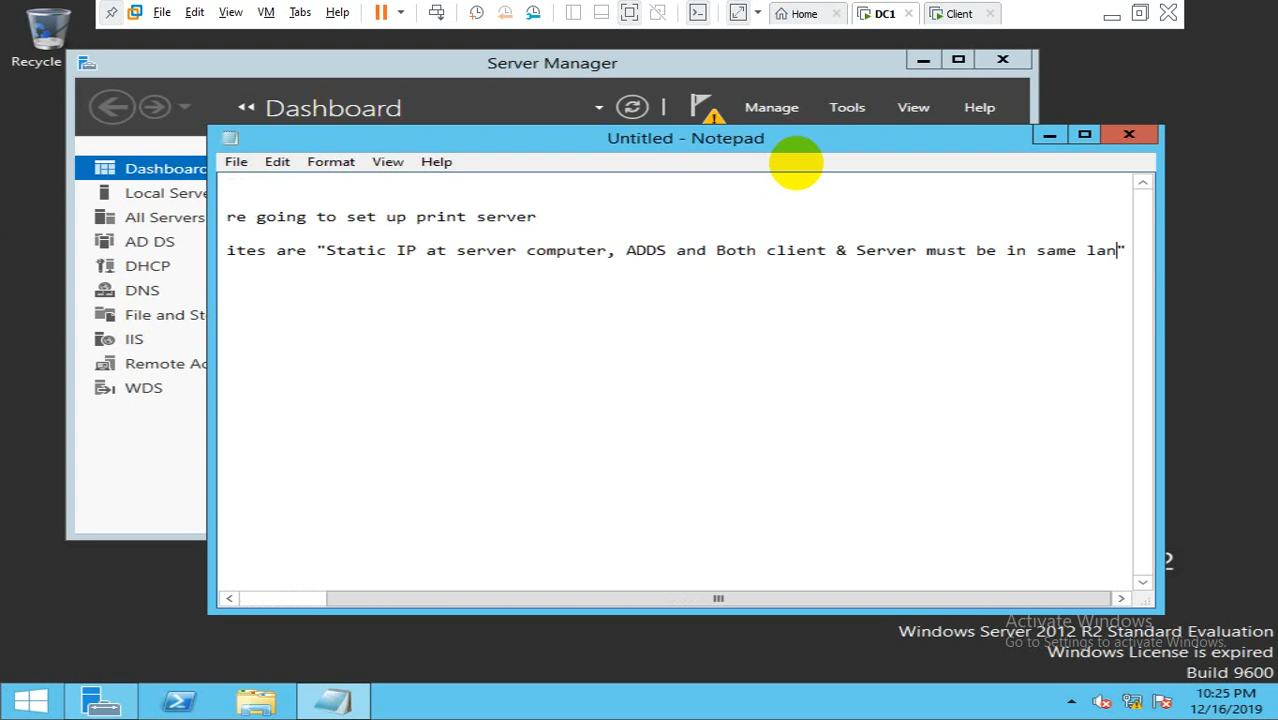 File Edit View VM Tabs Help Home DC1 Client
Recycle
Server Manager
Dashboard Manage Tools View Help
Untitled - Notepad
File Edit Format View Help
Dashboard
Local Serve
All Servers
AD DS
DHCP
DNS
File and St
IIS
Remote Ac
WDS
re going to set up print server
ites are "Static IP at server computer, ADDS and Both client & Server must be in same lan"
2
Activate Windows
Windows Server 2012 R2 Standard Evaluation
Go to Settings to activate Windows.
Windows License is expired
Build 9600
10:25 PM
12/16/2019